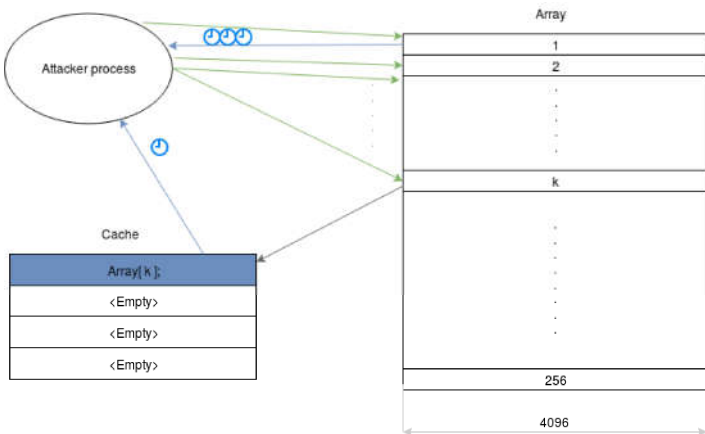 Array
1
Attacker process
2
k
Cache
Array[ k ];
<Empty>
<Empty>
<Empty>
256
4096